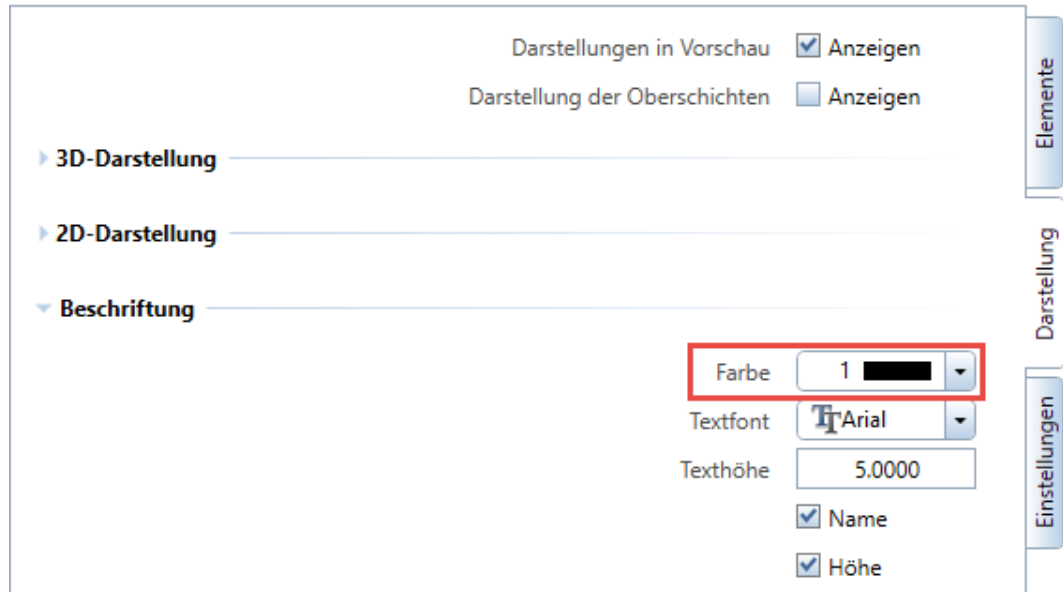 Darstellungen in Vorschau Anzeigen
Darstellung der Oberschichten Anzeigen
3D-Darstellung
2D-Darstellung
Beschriftung
Farbe 1
Textfont Arial
Texthöhe 5.0000
Name
Höhe
Elemente
Darstellung
Einstellungen